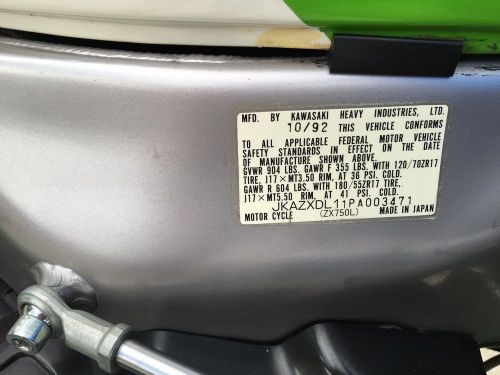 MFD. BY KAWASAKI HEAVY INDUSTRIES, LTD.
10/92 THIS VEHICLE CONFORMS
TO ALL APPLICABLE FEDERAL MOTOR VEHICLE
SAFETY STANDARDS IN EFFECT ON THE DATE
OF MANUFACTURE SHOWN ABOVE.
GVWR 904 LBS. GAWR F 355 LBS. WITH 120/70ZR17
TIRE, J17×MT3.50 RIM, AT 36 PSI. COLD.
GAWR R 604 LBS. WITH 180/55ZR17 TIRE,
J17×MT5.50 RIM, AT 41 PSI. COLD.
JKAZXDL11PA003471
MOTOR CYCLE (ZX750L) MADE IN JAPAN